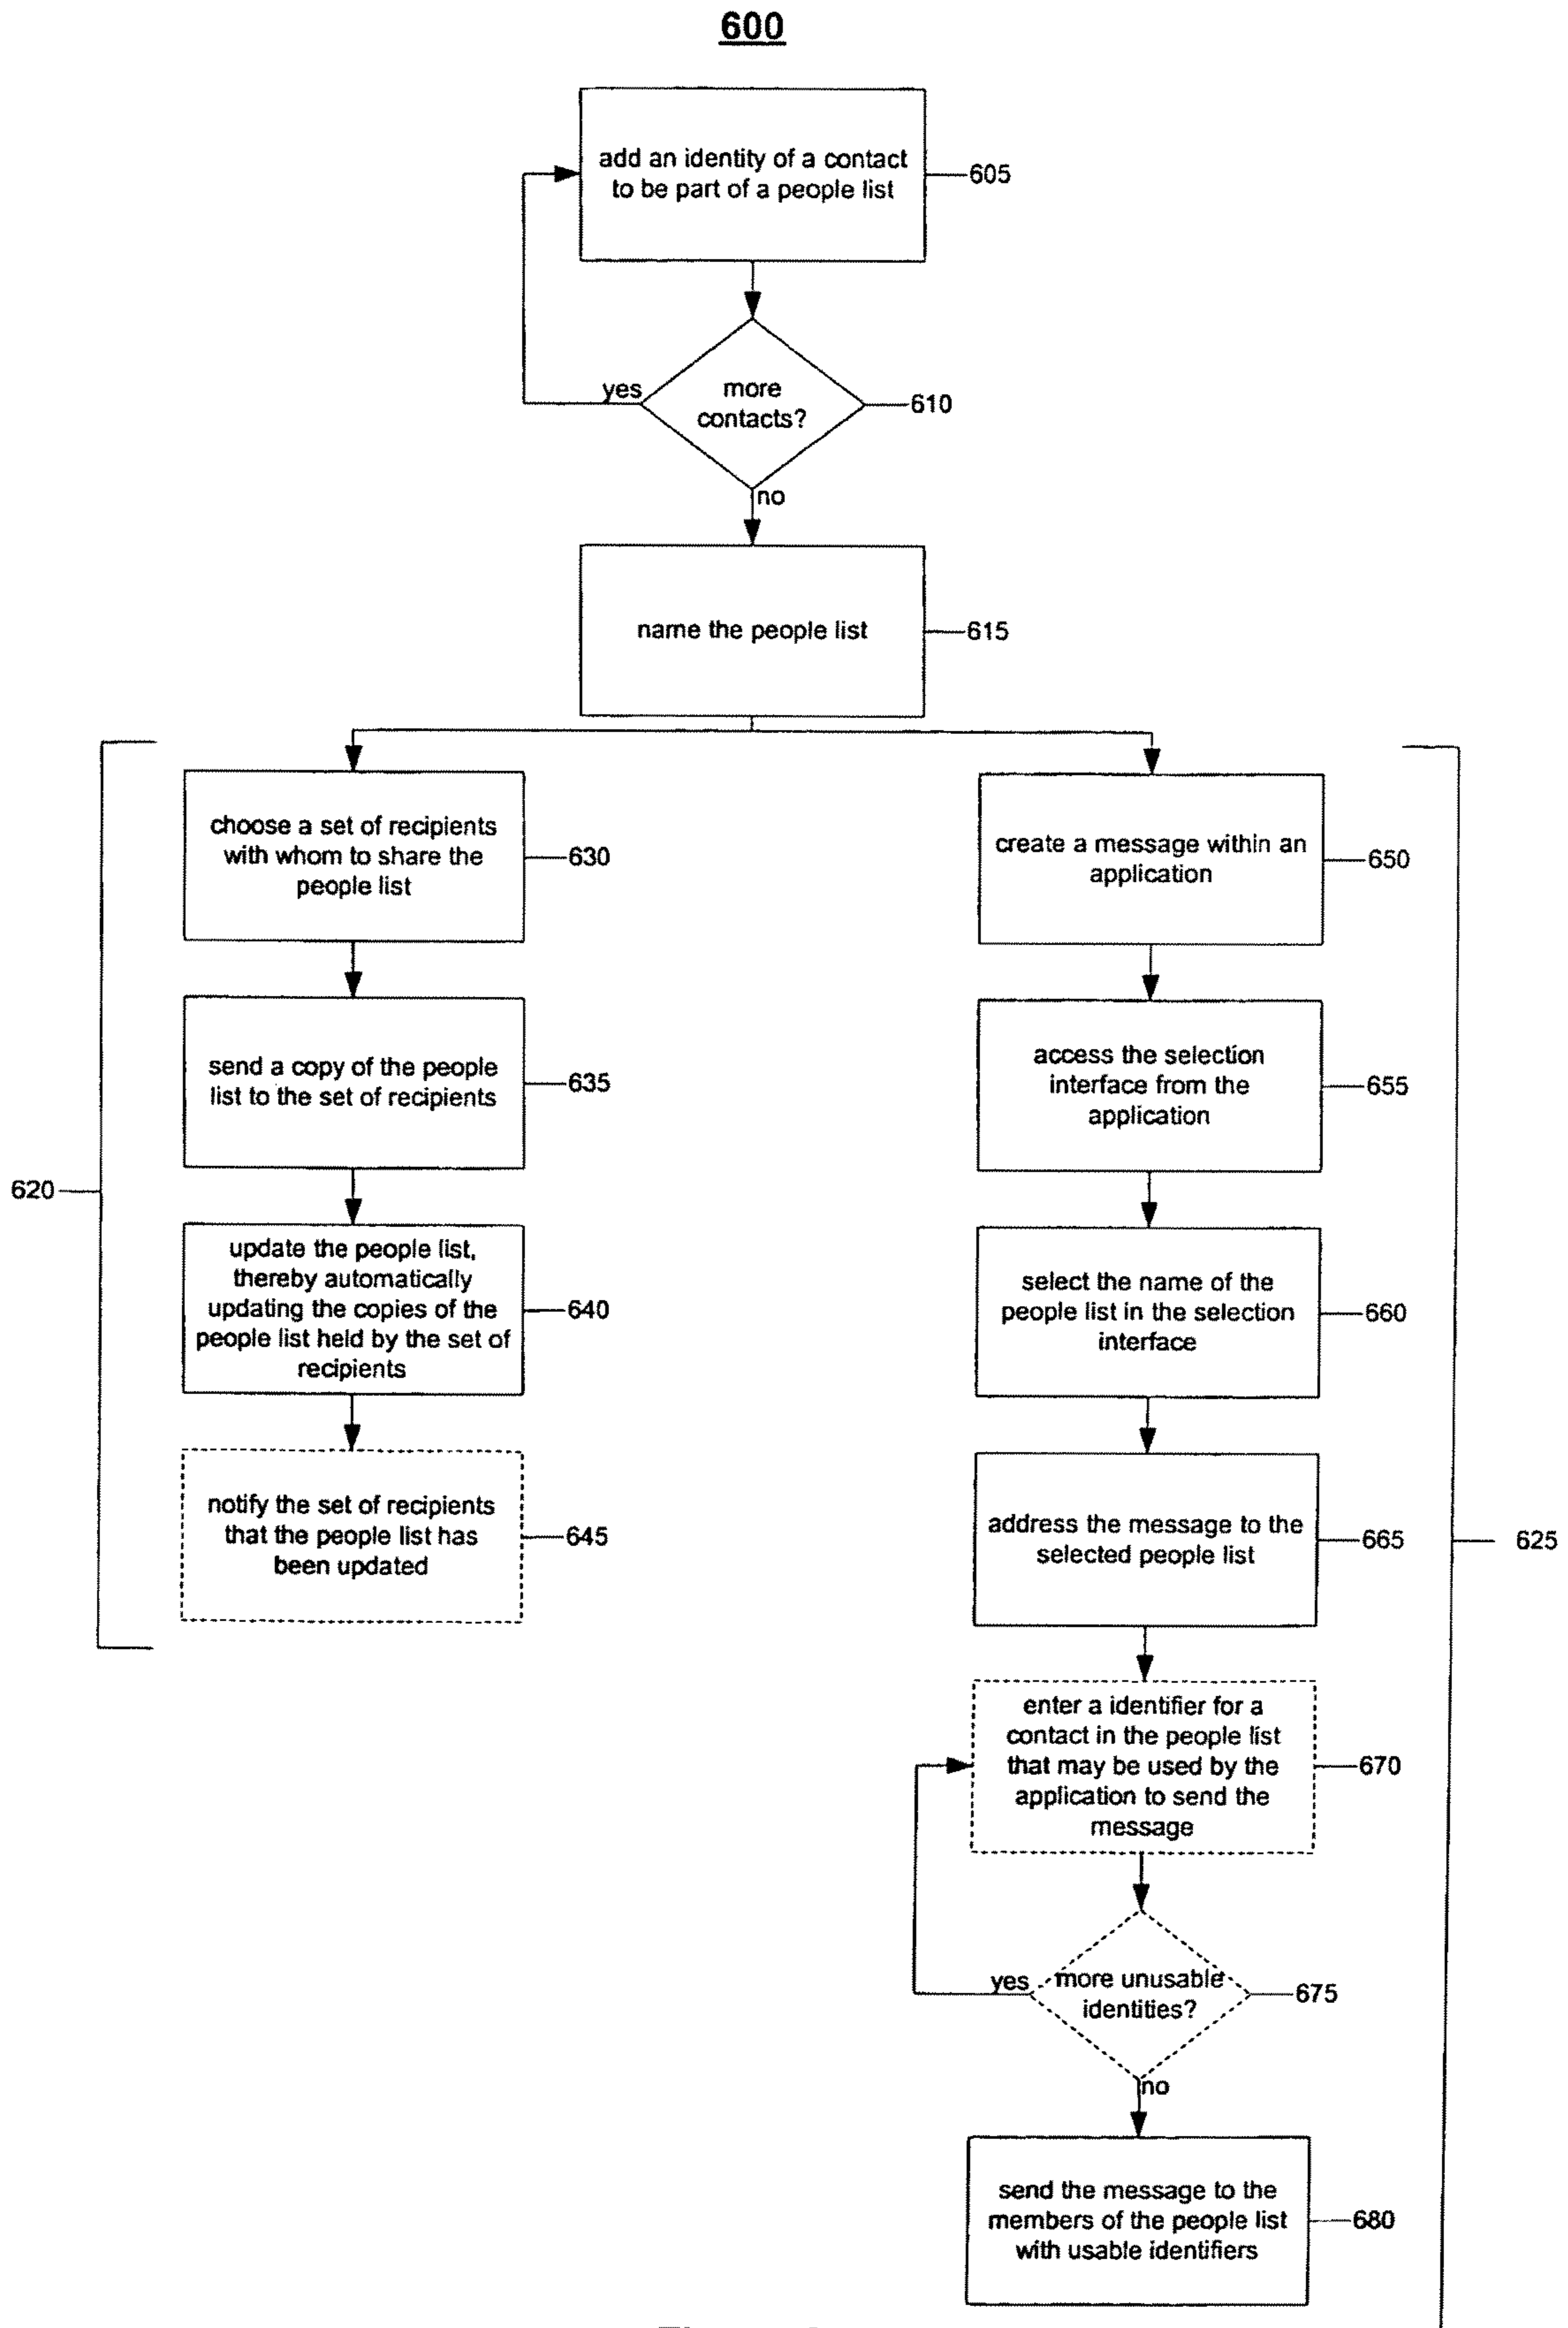 600
add an identity of a contact
to be part of a people list
605
yes
more
contacts?
610
no
name the people list
615
choose a set of recipients
with whom to share the
people list
630
send a copy of the people
list to the set of recipients
635
620
update the people list,
thereby automatically
updating the copies of the
people list held by the set of
recipients
640
notify the set of recipients
that the people list has
been updated
645
create a message within an
application
650
access the selection
interface from the
application
655
select the name of the
people list in the selection
interface
660
address the message to the
selected people list
665
625
enter a identifier for a
contact in the people list
that may be used by the
application to send the
message
670
yes
more unusable
identities?
675
no
send the message to the
members of the people list
with usable identifiers
680